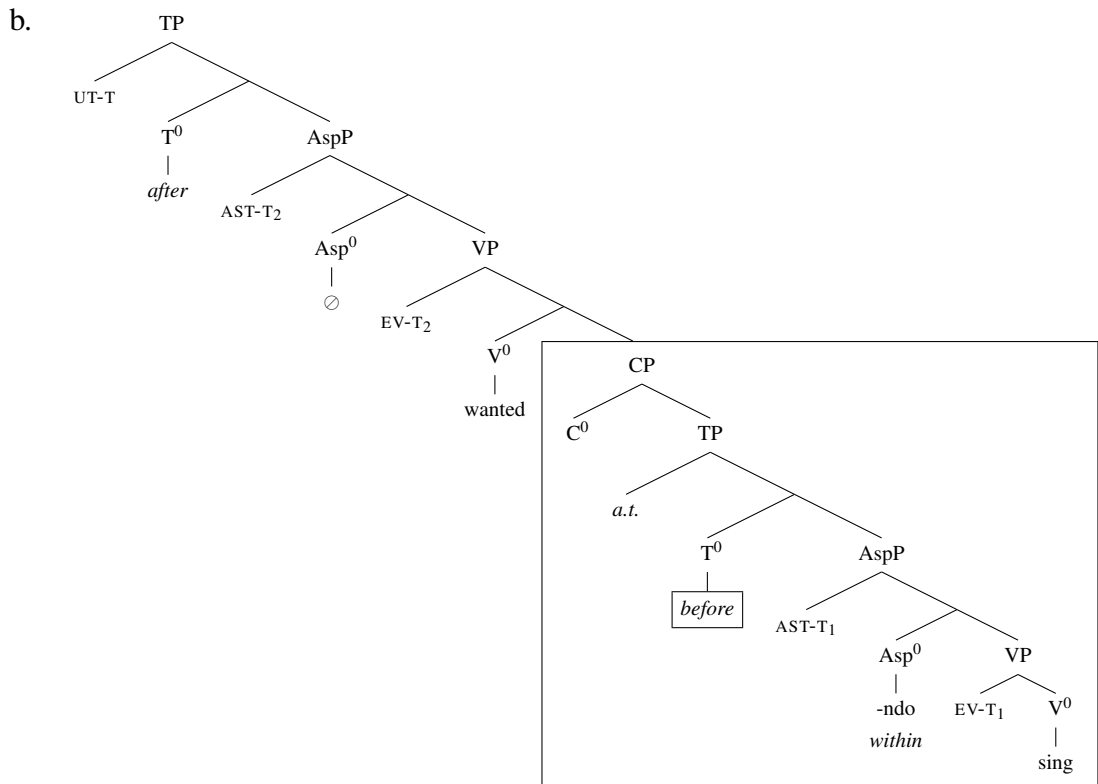 b.
TP
UT-T
T⁰
AspP
after
AST-T₂
Asp⁰
VP
∅
EV-T₂
V⁰
CP
wanted
C⁰
TP
a.t.
T⁰
AspP
before
AST-T₁
Asp⁰
VP
-ndo
EV-T₁
V⁰
within
sing